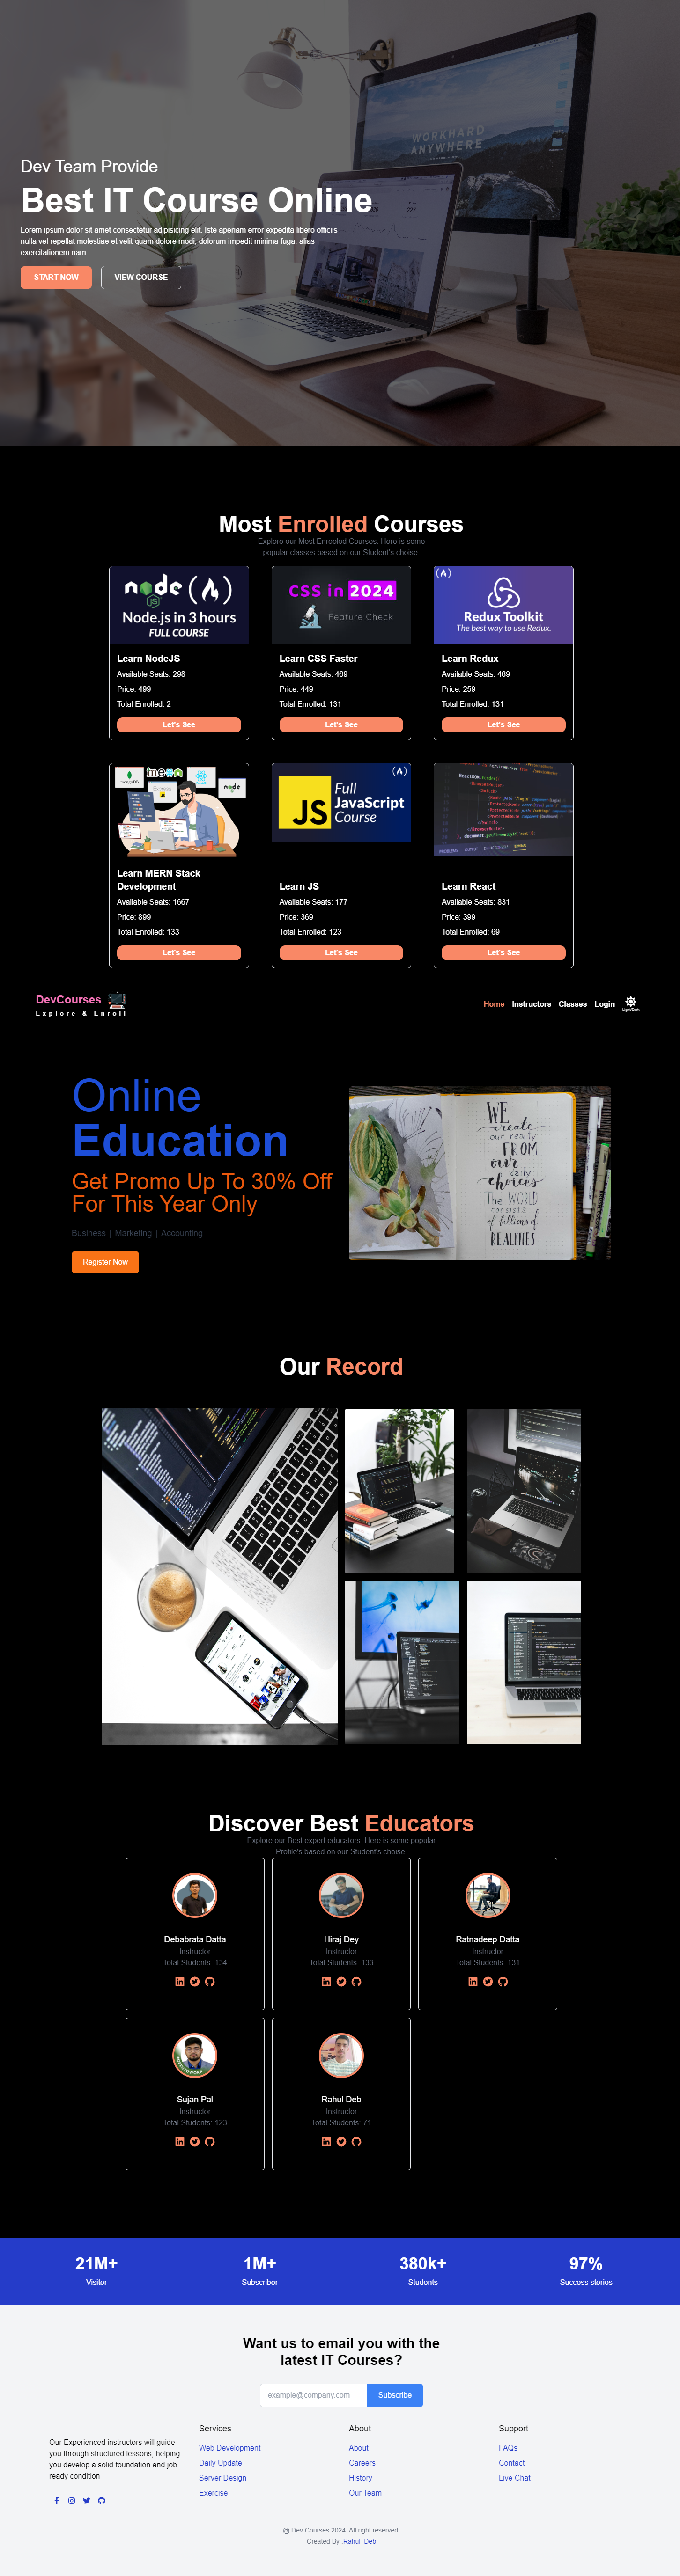 WORKHARD
ANYWHERE
Dev Team Provide
Best IT Course Online
Lorem ipsum dolor sit amet consectetur adipisicing elit. Iste aperiam error expedita libero officiis
nulla vel repellat molestiae et velit quam dolore modi, dolorum impedit minima fuga, alias
exercitationem nam.
START NOW
VIEW COURSE
Most Enrolled Courses
Explore our Most Enrooled Courses. Here is some
popular classes based on our Student's choise
node
JS
Node.js in 3 hours
FULL COURSE
Learn NodeJS
Available Seats: 298
Price: 499
Total Enrolled: 2
Let's See
CSS in 2024
Feature Check
Learn CSS Faster
Available Seats: 469
Price: 449
Total Enrolled: 131
Let's See
Redux Toolkit
The best way to use Redux.
Learn Redux
Available Seats: 469
Price: 259
Total Enrolled: 131
Let's See
node
Learn MERN Stack
Development
Available Seats: 1667
Price: 899
Total Enrolled: 133
Let's See
JS
Full
JavaScript
Course
Learn JS
Available Seats: 177
Price: 369
Total Enrolled: 123
Let's See
Learn React
Available Seats: 831
Price: 399
Total Enrolled: 69
Let's See
DevCourses
Explore & Enroll
Home
Instructors
Classes
Login
Online
Education
Get Promo Up To 30% Off
For This Year Only
Business | Marketing | Accounting
Register Now
WE
create
our reality
FROM
our daily
choices
THE WORLD
consists
of billions of
REALITIES
Our Record
Discover Best Educators
Explore our Best expert educators. Here is some popular
Profile's based on our Student's choise
Debabrata Datta
Instructor
Total Students: 134
Hiraj Dey
Instructor
Total Students: 133
Ratnadeep Datta
Instructor
Total Students: 131
Sujan Pal
Instructor
Total Students: 123
Rahul Deb
Instructor
Total Students: 71
21M+
Visitor
1M+
Subscriber
380k+
Students
97%
Success stories
Want us to email you with the
latest IT Courses?
example@company.com
Subscribe
Our Experienced instructors will guide
you through structured lessons, helping
you develop a solid foundation and job
ready condition
Services
Web Development
Daily Update
Server Design
Exercise
About
About
Careers
History
Our Team
Support
FAQs
Contact
Live Chat
@ Dev Courses 2024. All right reserved.
Created By :Rahul_Deb